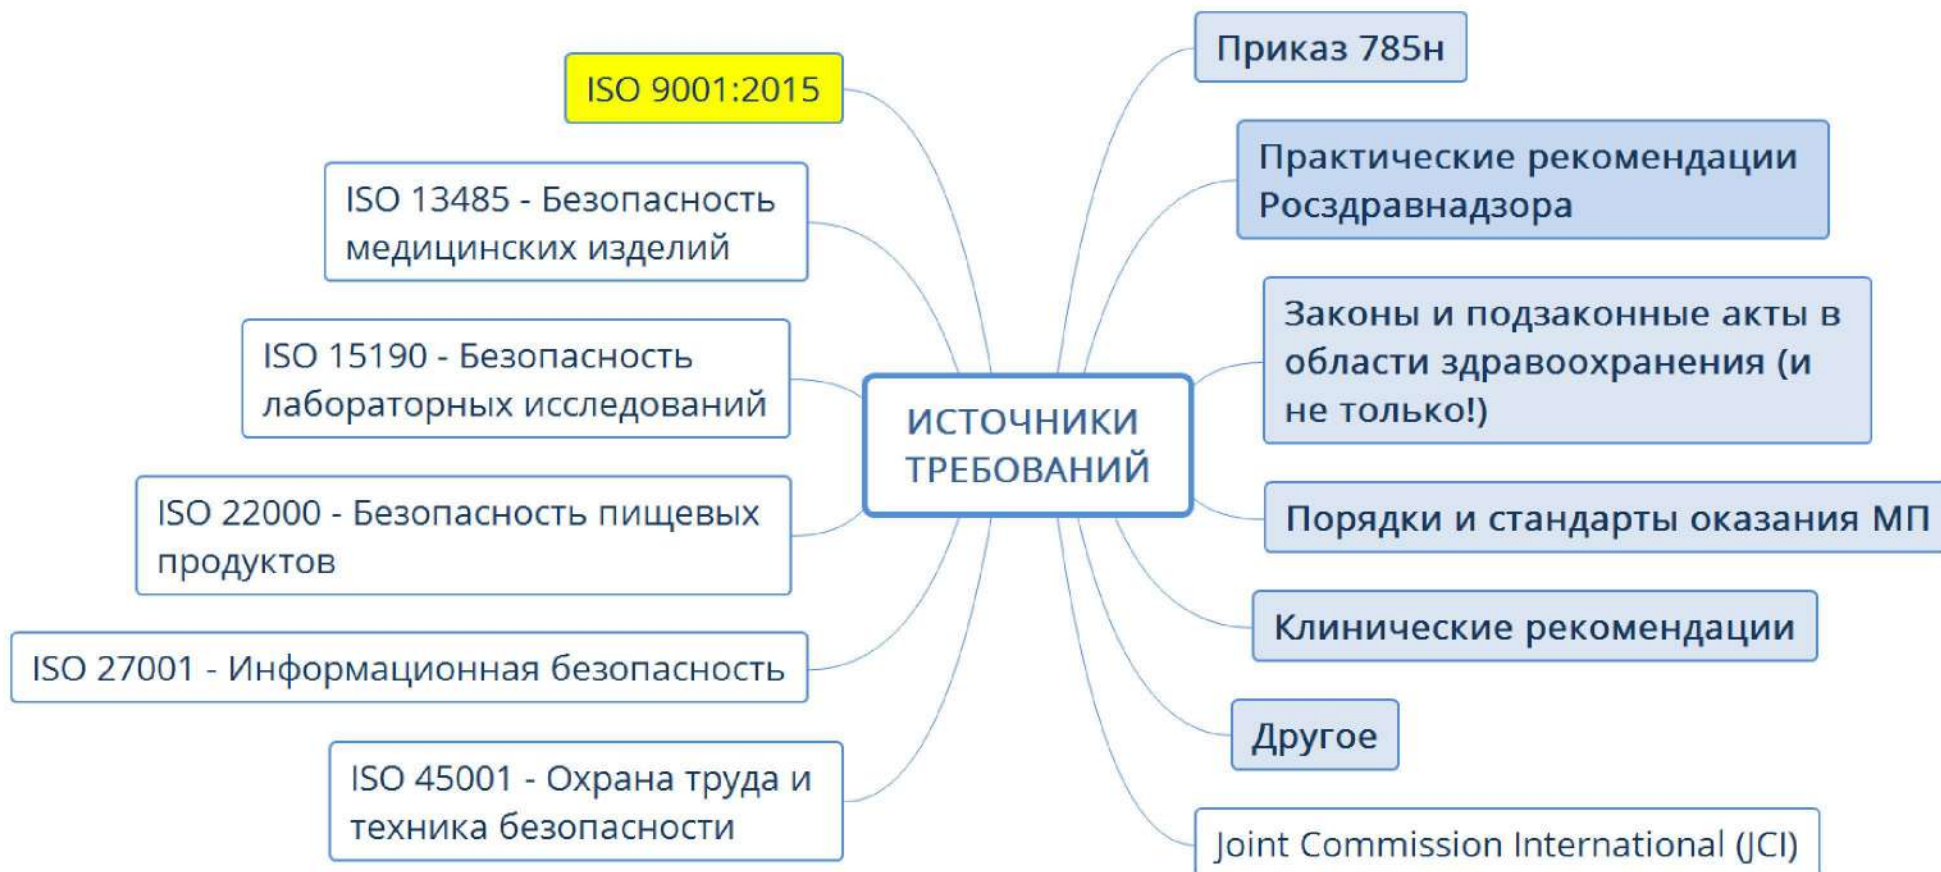 ISO 9001:2015
ISO 13485 - Безопасность
медицинских изделий
ISO 15190 - Безопасность
лабораторных исследований
ISO 22000 - Безопасность пищевых
продуктов
ISO 27001 - Информационная безопасность
ISO 45001 - Охрана труда и
техника безопасности
ИСТОЧНИКИ
ТРЕБОВАНИЙ
Приказ 785н
Практические рекомендации
Росздравнадзора
Законы и подзаконные акты в
области здравоохранения (и
не только!)
Порядки и стандарты оказания МП
Клинические рекомендации
Другое
Joint Commission International (JCI)